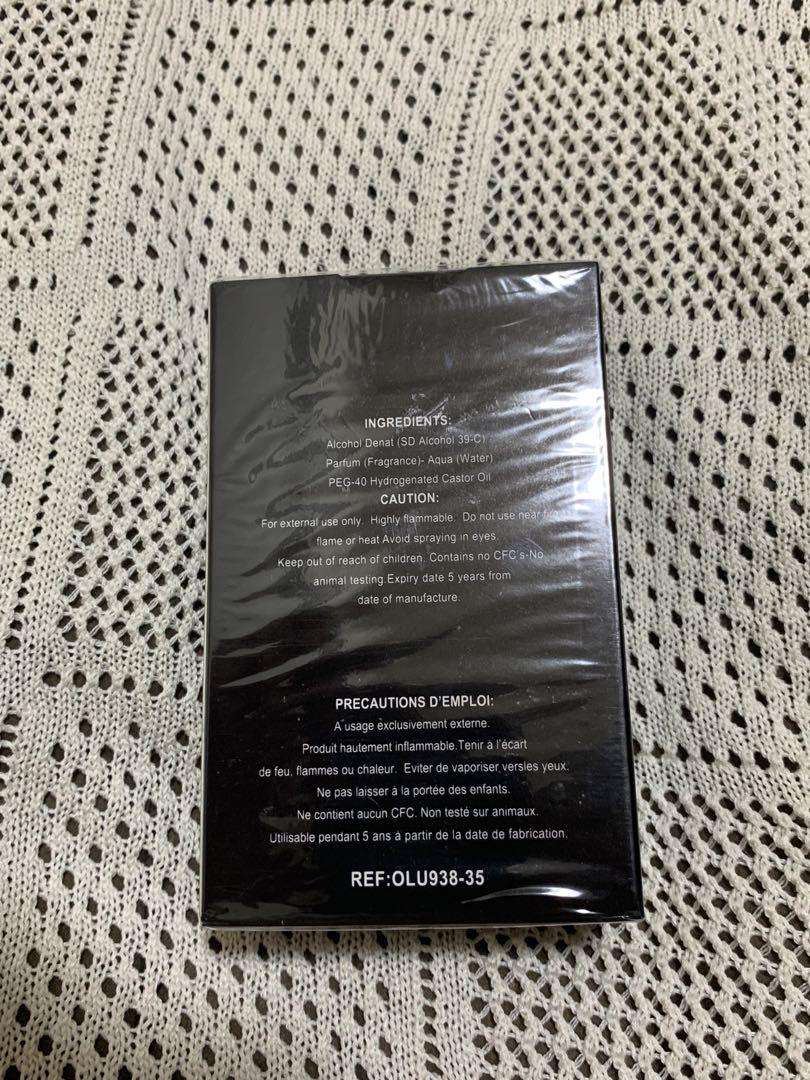 INGREDIENTS:
Alcohol Denat (SD Alcohol 39-C)
Parfum (Fragrance)- Aqua (Water)
PEG-40 Hydrogenated Castor Oil
CAUTION:
For external use only. Highly flammable. Do not use near fire,
flame or heat Avoid spraying in eyes.
Keep out of reach of children. Contains no CFC's-No
animal testing.Expiry date 5 years from
date of manufacture.
PRECAUTIONS D'EMPLOI:
A usage exclusivement externe.
Produit hautement inflammable.Tenir à l'écart
de feu, flammes ou chaleur. Eviter de vaporiser versles yeux.
Ne pas laisser à la portée des enfants.
Ne contient aucun CFC. Non testé sur animaux.
Utilisable pendant 5 ans à partir de la date de fabrication.
REF:OLU938-35